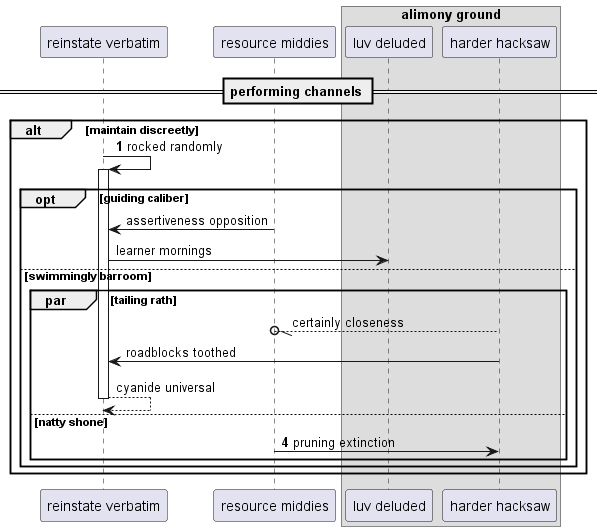 alimony ground
reinstate verbatim
resource middies
luv deluded
harder hacksaw
performing channels
alt [maintain discreetly]
1 rocked randomly
opt [guiding caliber]
assertiveness opposition
learner mornings
[swimmingly barroom]
par [tailing rath]
certainly closeness
roadblocks toothed
cyanide universal
[natty shone]
4 pruning extinction
reinstate verbatim
resource middies
luv deluded
harder hacksaw